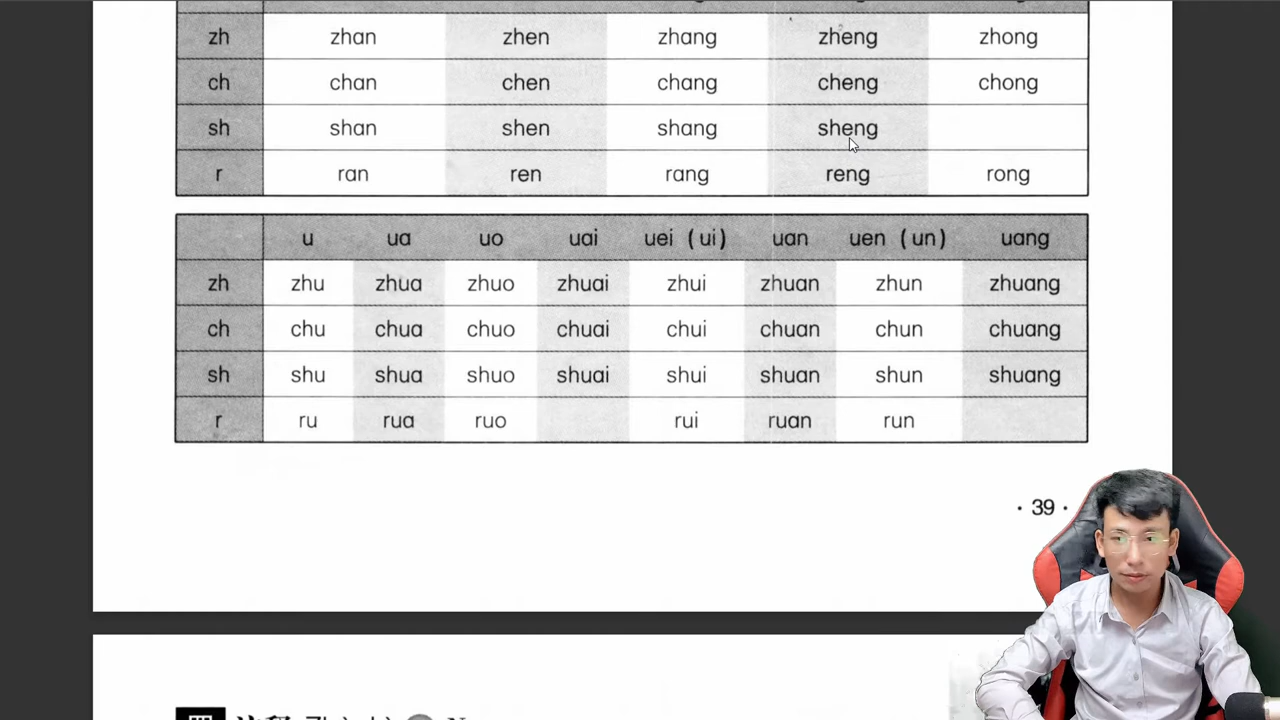 zh zhan zhen zhang zheng zhong
ch chan chen chang cheng chong
sh shan shen shang sheng
r ran ren rang reng rong
u ua uo uai uei (ui) uan uen (un) uang
zh zhu zhua zhuo zhuai zhui zhuan zhun zhuang
ch chu chua chuo chuai chui chuan chun chuang
sh shu shua shuo shuai shui shuan shun shuang
r ru rua ruo rui ruan run
· 39 ·